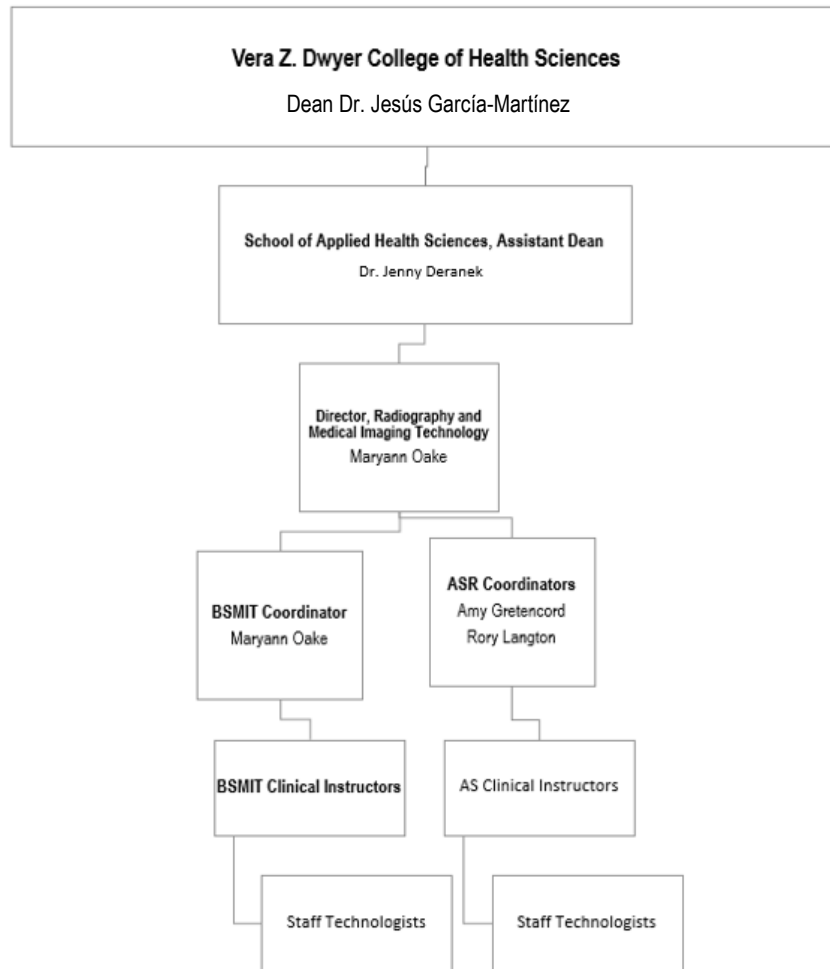 Vera Z. Dwyer College of Health Sciences
Dean Dr. Jesús García-Martínez
School of Applied Health Sciences, Assistant Dean
Dr. Jenny Deranek
Director, Radiography and
Medical Imaging Technology
Maryann Oake
BSMIT Coordinator
Maryann Oake
ASR Coordinators
Amy Gretencord
Rory Langton
BSMIT Clinical Instructors
AS Clinical Instructors
Staff Technologists
Staff Technologists